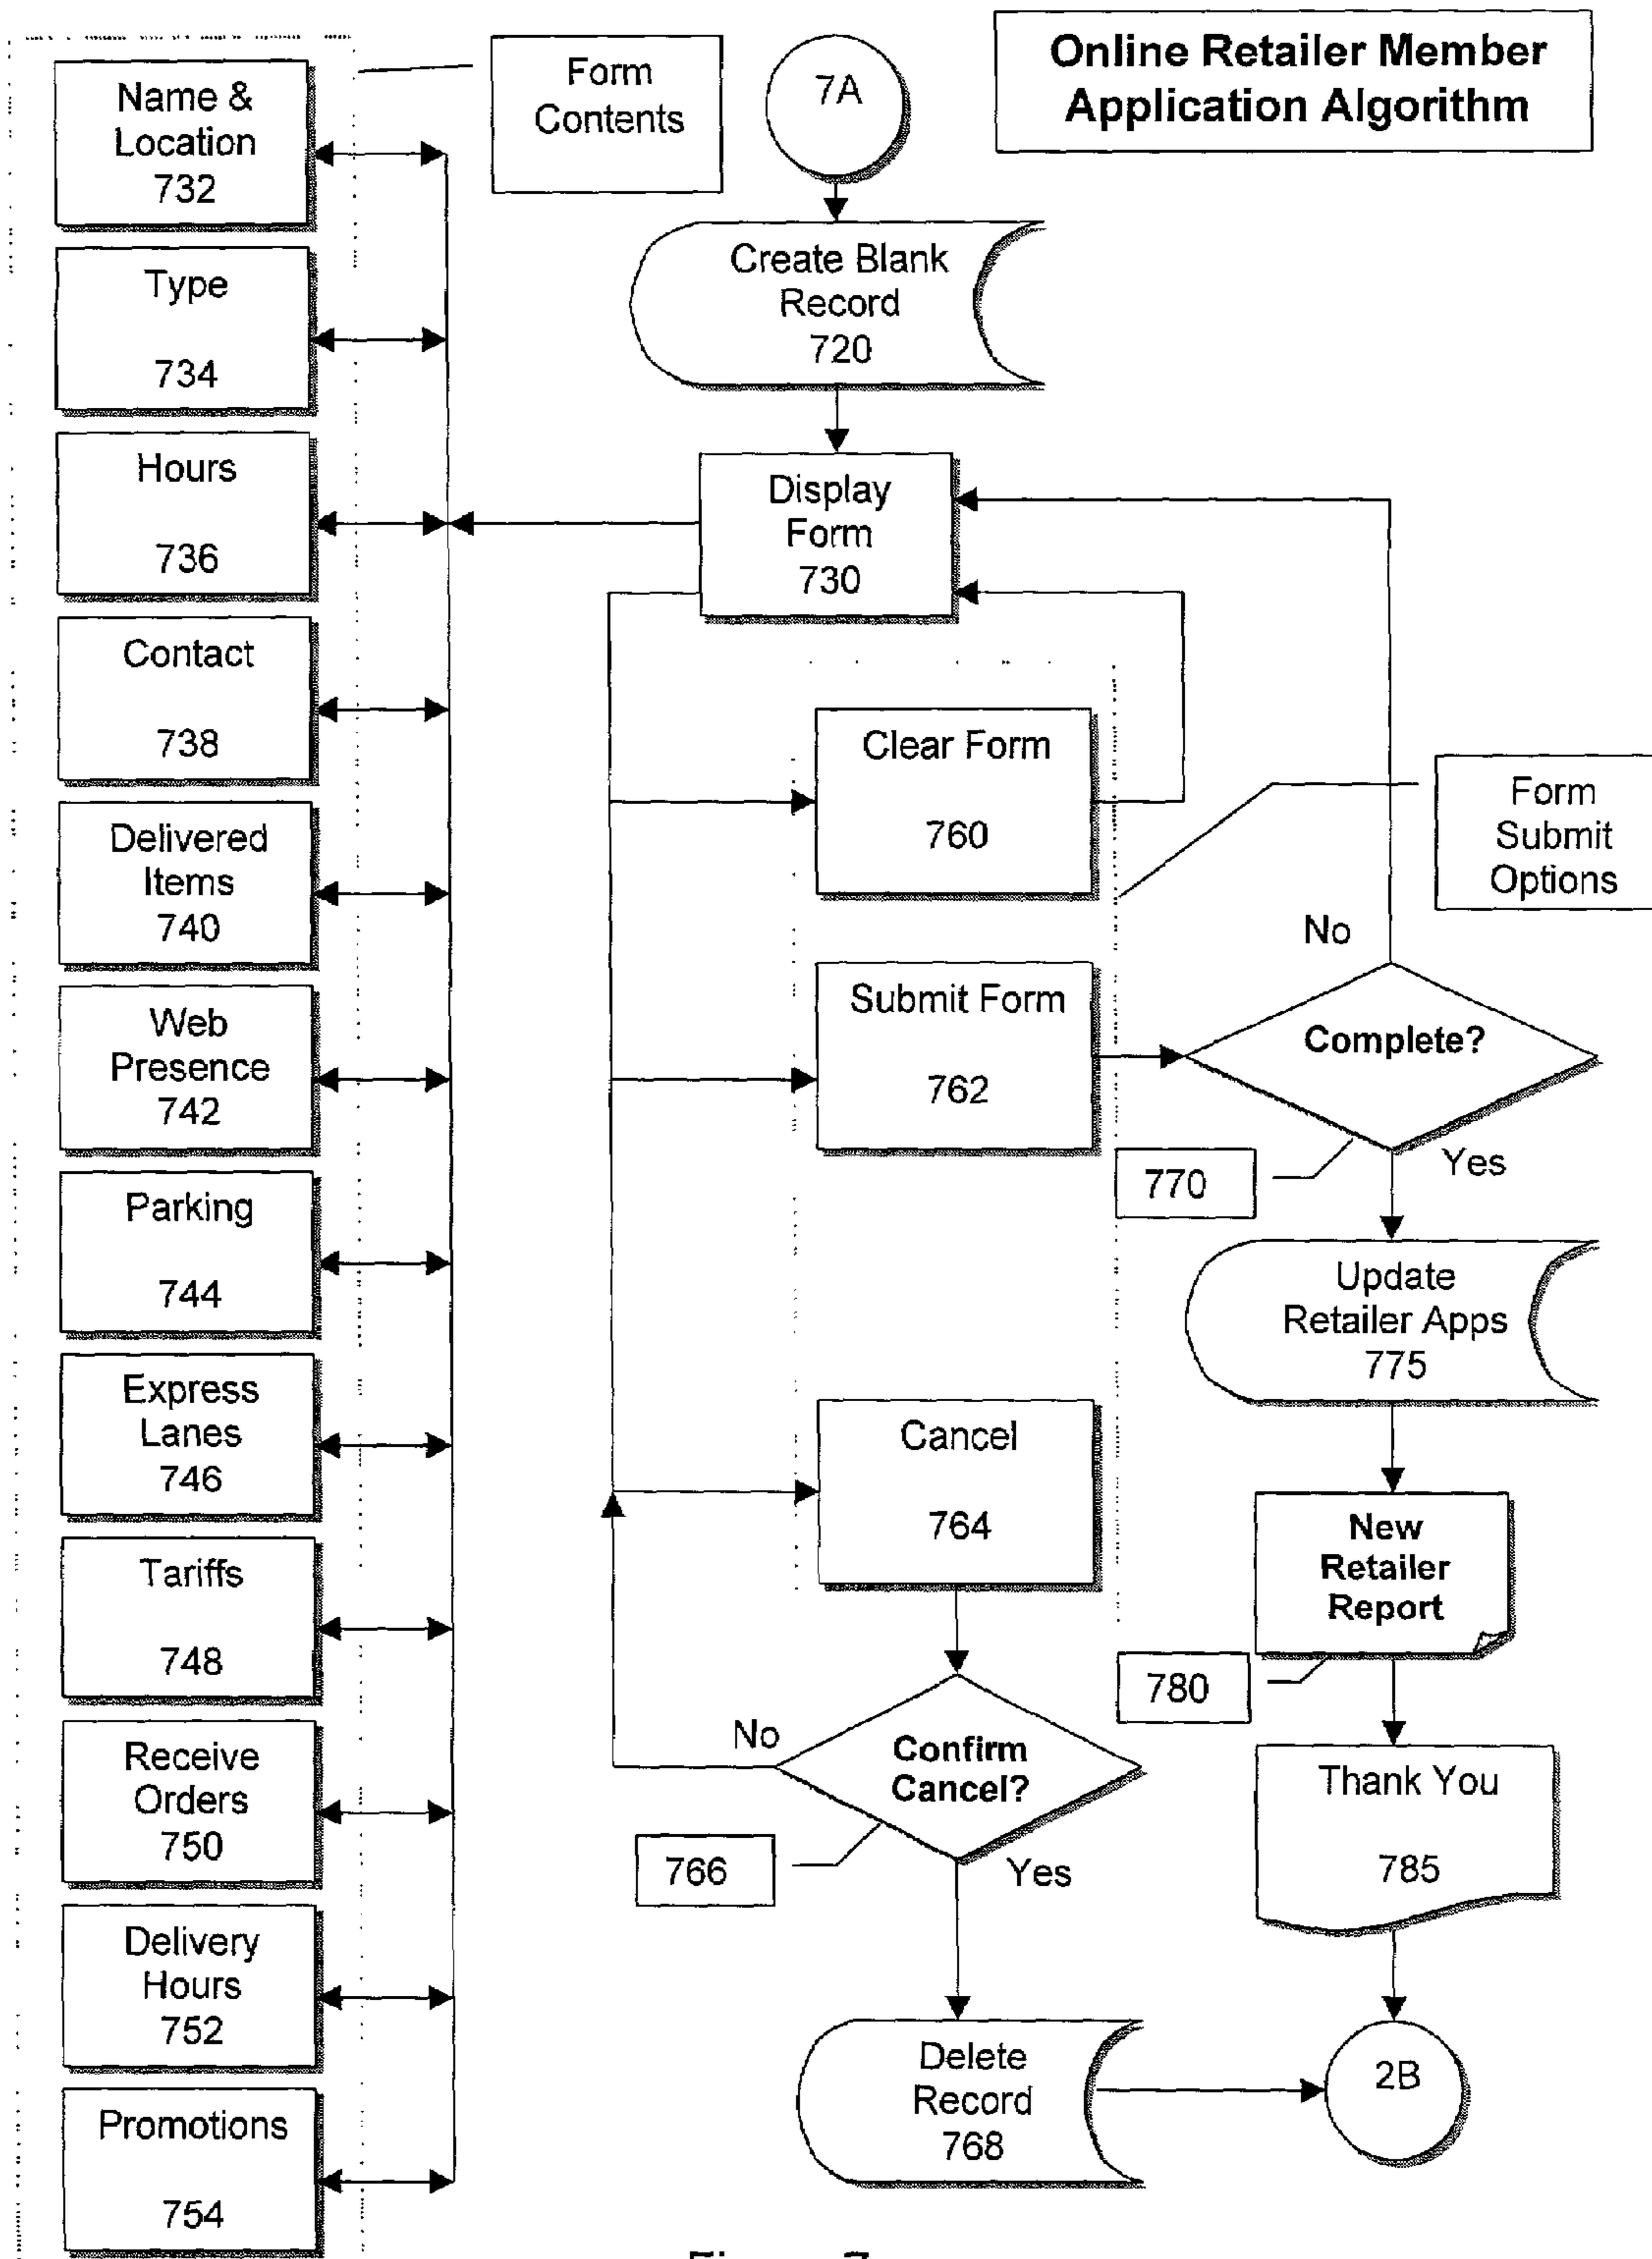 Online Retailer Member
Application Algorithm
Form
Contents
7A
Name &
Location
732
Type
734
Hours
736
Contact
738
Delivered
Items
740
Web
Presence
742
Parking
744
Express
Lanes
746
Tariffs
748
Receive
Orders
750
Delivery
Hours
752
Promotions
754
Create Blank
Record
720
Display
Form
730
Clear Form
760
Form
Submit
Options
Submit Form
762
No
Complete?
770
Yes
Update
Retailer Apps
775
Cancel
764
New
Retailer
Report
780
No
Confirm
Cancel?
766
Yes
Thank You
785
Delete
Record
768
2B